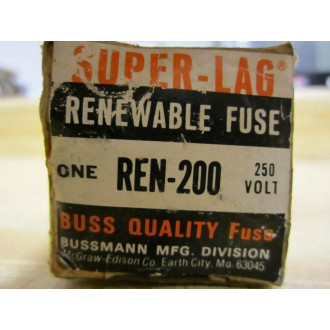 SUPER-LAG®
RENEWABLE FUSE
ONE REN-200 250 VOLT
BUSS QUALITY Fuse
BUSSMANN MFG. DIVISION
McGraw-Edison Co. Earth City, Mo. 63045